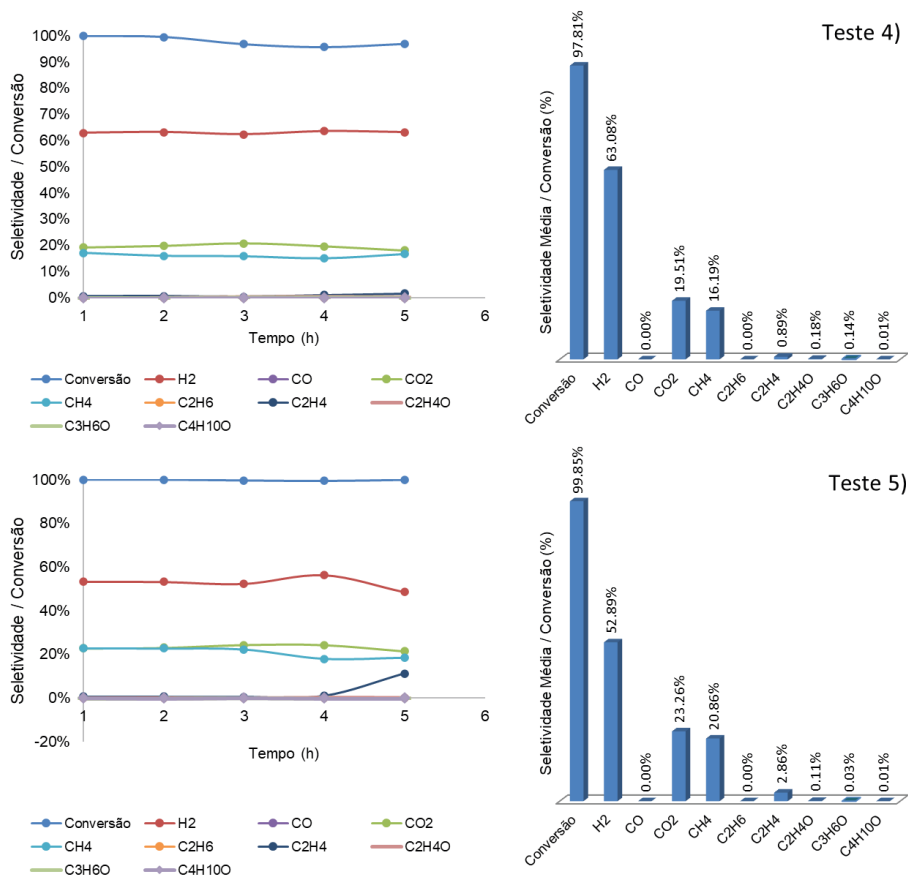 Teste 4)
Seletividade / Conversão
100%
90%
80%
70%
60%
50%
40%
30%
20%
10%
0%
1 2 3 4 5 6
Tempo (h)
Conversão H2 CO CO2
CH4 C2H6 C2H4 C2H4O
C3H6O C4H10O
Seletividade Média / Conversão (%)
97.81%
63.08%
0.00%
19.51%
16.19%
0.00%
0.89%
0.18%
0.14%
0.01%
Conversão
H2
CO
CO2
CH4
C2H6
C2H4
C2H4O
C3H6O
C4H10O
Teste 5)
Seletividade / Conversão
100%
80%
60%
40%
20%
0%
-20%
1 2 3 4 5 6
Tempo (h)
Conversão H2 CO CO2
CH4 C2H6 C2H4 C2H4O
C3H6O C4H10O
Seletividade Média / Conversão (%)
99.85%
52.89%
0.00%
23.26%
20.86%
0.00%
2.86%
0.11%
0.03%
0.01%
Conversão
H2
CO
CO2
CH4
C2H6
C2H4
C2H4O
C3H6O
C4H10O